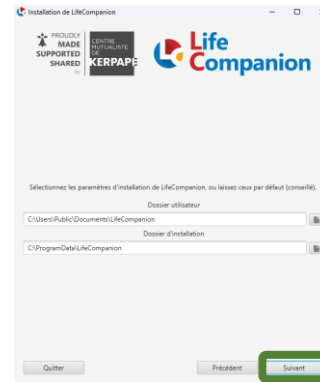 Installation de LifeCompanion
PROUDLY
MADE
SUPPORTED
SHARED
by
CENTRE
MUTUALISTE
DE
KERPAPE
Life
Companion
Sélectionnez les paramètres d'installation de LifeCompanion, ou laissez ceux par défaut (conseillé).
Dossier utilisateur
C:\Users\Public\Documents\LifeCompanion
Dossier d'installation
C:\ProgramData\LifeCompanion
Quitter
Précédent
Suivant